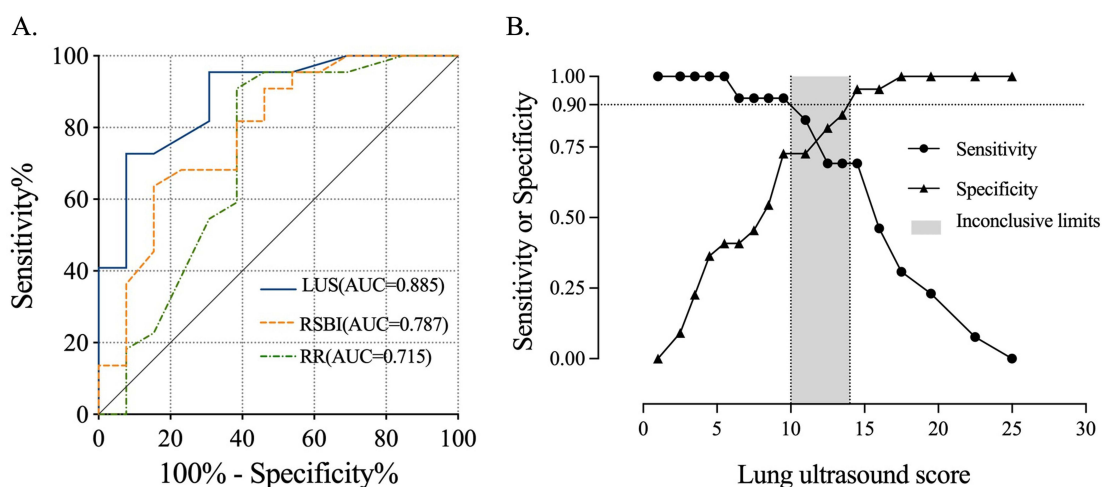 A.
100
80
60
40
20
0
Sensitivity%
LUS(AUC=0.885)
RSBI(AUC=0.787)
RR(AUC=0.715)
0 20 40 60 80 100
100% - Specificity%
B.
1.00
0.90
0.75
0.50
0.25
0.00
Sensitivity or Specificity
Sensitivity
Specificity
Inconclusive limits
0 5 10 15 20 25 30
Lung ultrasound score